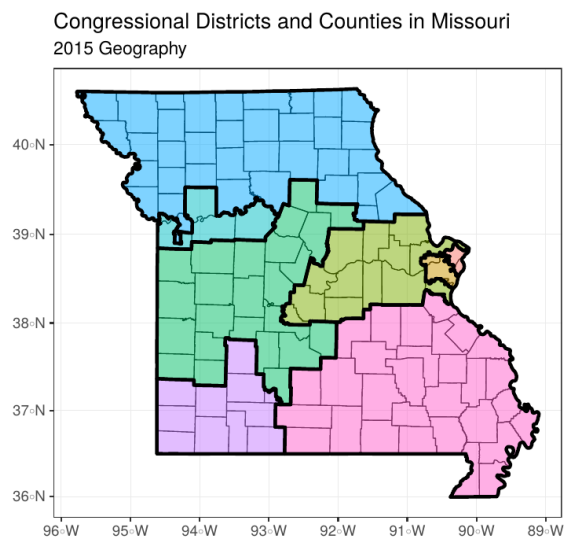 Congressional Districts and Counties in Missouri
2015 Geography
40°N
39°N
38°N
37°N
36°N
96°W 95°W 94°W 93°W 92°W 91°W 90°W 89°W